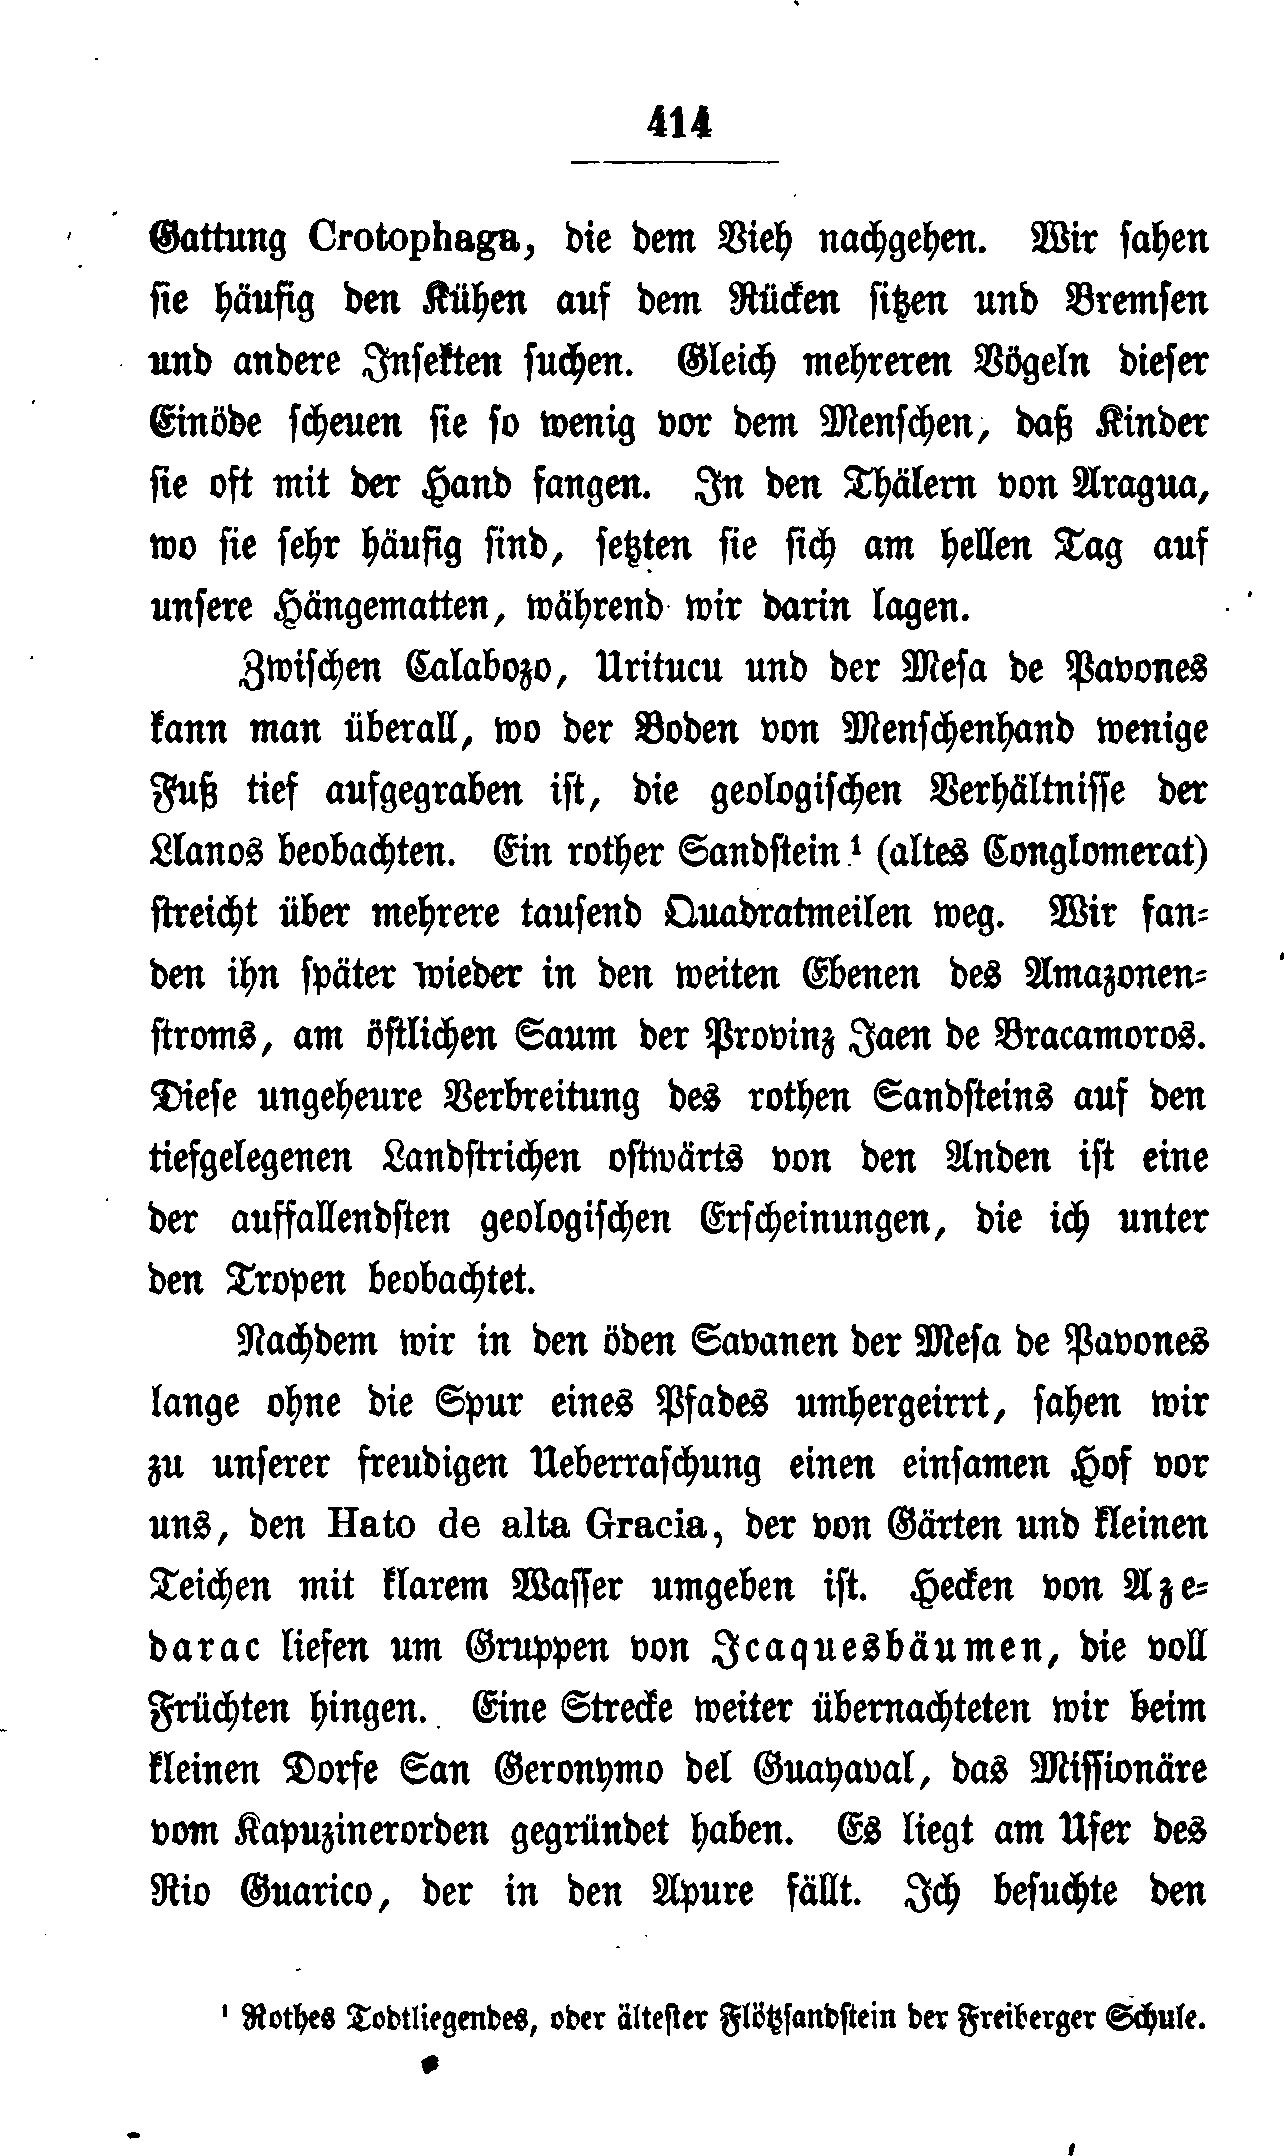 414
Gattung Crotophaga, die dem Vieh nachgehen. Wir sahen
sie häufig den Kühen auf dem Rücken sitzen und Bremsen
und andere Insekten suchen. Gleich mehreren Vögeln dieser
Einöde scheuen sie so wenig vor dem Menschen, daß Kinder
sie oft mit der Hand fangen. In den Thälern von Aragua,
wo sie sehr häufig sind, setzten sie sich am hellen Tag auf
unsere Hängematten, während wir darin lagen.
Zwischen Calabozo, Uritucu und der Mesa de Pavones
kann man überall, wo der Boden von Menschenhand wenige
Fuß tief aufgegraben ist, die geologischen Verhältnisse der
Llanos beobachten. Ein rother Sandstein ¹ (altes Conglomerat)
streicht über mehrere tausend Quadratmeilen weg. Wir fan-
den ihn später wieder in den weiten Ebenen des Amazonen-
stroms, am östlichen Saum der Provinz Jaen de Bracamoros.
Diese ungeheure Verbreitung des rothen Sandsteins auf den
tiefgelegenen Landstrichen ostwärts von den Anden ist eine
der auffallendsten geologischen Erscheinungen, die ich unter
den Tropen beobachtet.
Nachdem wir in den öden Savanen der Mesa de Pavones
lange ohne die Spur eines Pfades umhergeirrt, sahen wir
zu unserer freudigen Ueberraschung einen einsamen Hof vor
uns, den Hato de alta Gracia, der von Gärten und kleinen
Teichen mit klarem Wasser umgeben ist. Hecken von Aze-
darac liefen um Gruppen von Icaquesbäumen, die voll
Früchten hingen. Eine Strecke weiter übernachteten wir beim
kleinen Dorfe San Geronymo del Guayaval, das Missionäre
vom Kapuzinerorden gegründet haben. Es liegt am Ufer des
Rio Guarico, der in den Apure fällt. Ich besuchte den
¹ Rothes Todtliegendes, oder ältester Flötzsandstein der Freiberger Schule.